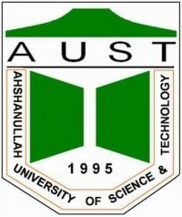 AUST
1995
AHSHANULLAH UNIVERSITY OF SCIENCE & TECHNOLOGY